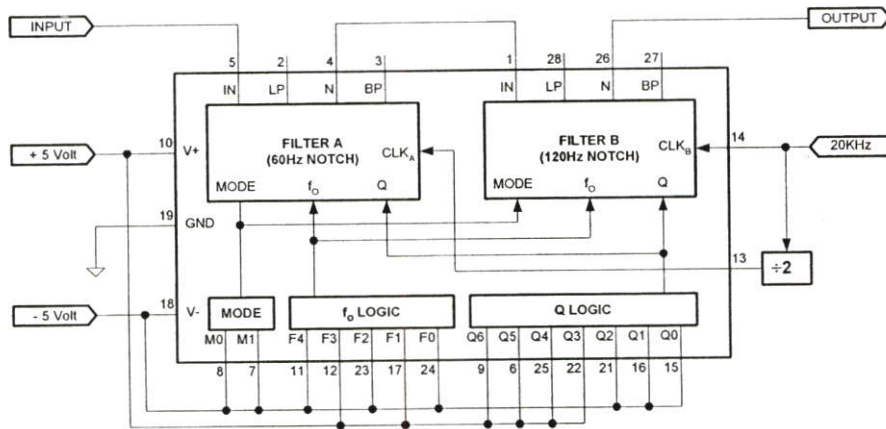 INPUT
OUTPUT
5 2 4 3 1 28 26 27
IN LP N BP IN LP N BP
FILTER A
(60Hz NOTCH)
CLKA
MODE fO Q
FILTER B
(120Hz NOTCH)
CLKB
MODE fO Q
10
V+
+ 5 Volt
14
20KHz
19
GND
13
÷2
18
V-
- 5 Volt
MODE
fO LOGIC
Q LOGIC
M0 M1 F4 F3 F2 F1 F0 Q6 Q5 Q4 Q3 Q2 Q1 Q0
8 7 11 12 23 17 24 9 6 25 22 21 16 15